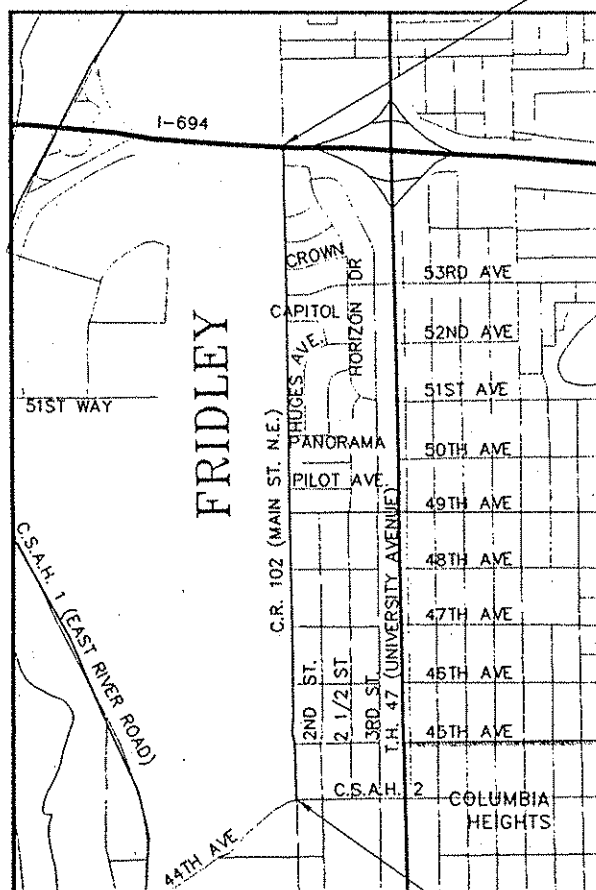 I-694
CROWN
53RD AVE
CAPITOL
HORIZON DR
52ND AVE
HUGES AVE.
51ST WAY
FRIDLEY
51ST AVE
PANORAMA
50TH AVE
PILOT AVE.
49TH AVE
C.R. 102 (MAIN ST. N.E.)
T.H. 47 (UNIVERSITY AVENUE)
48TH AVE
C.S.A.H. 1 (EAST RIVER ROAD)
47TH AVE
2ND ST.
2 1/2 ST
3RD ST.
46TH AVE
45TH AVE
C.S.A.H. 2
COLUMBIA
HEIGHTS
44TH AVE